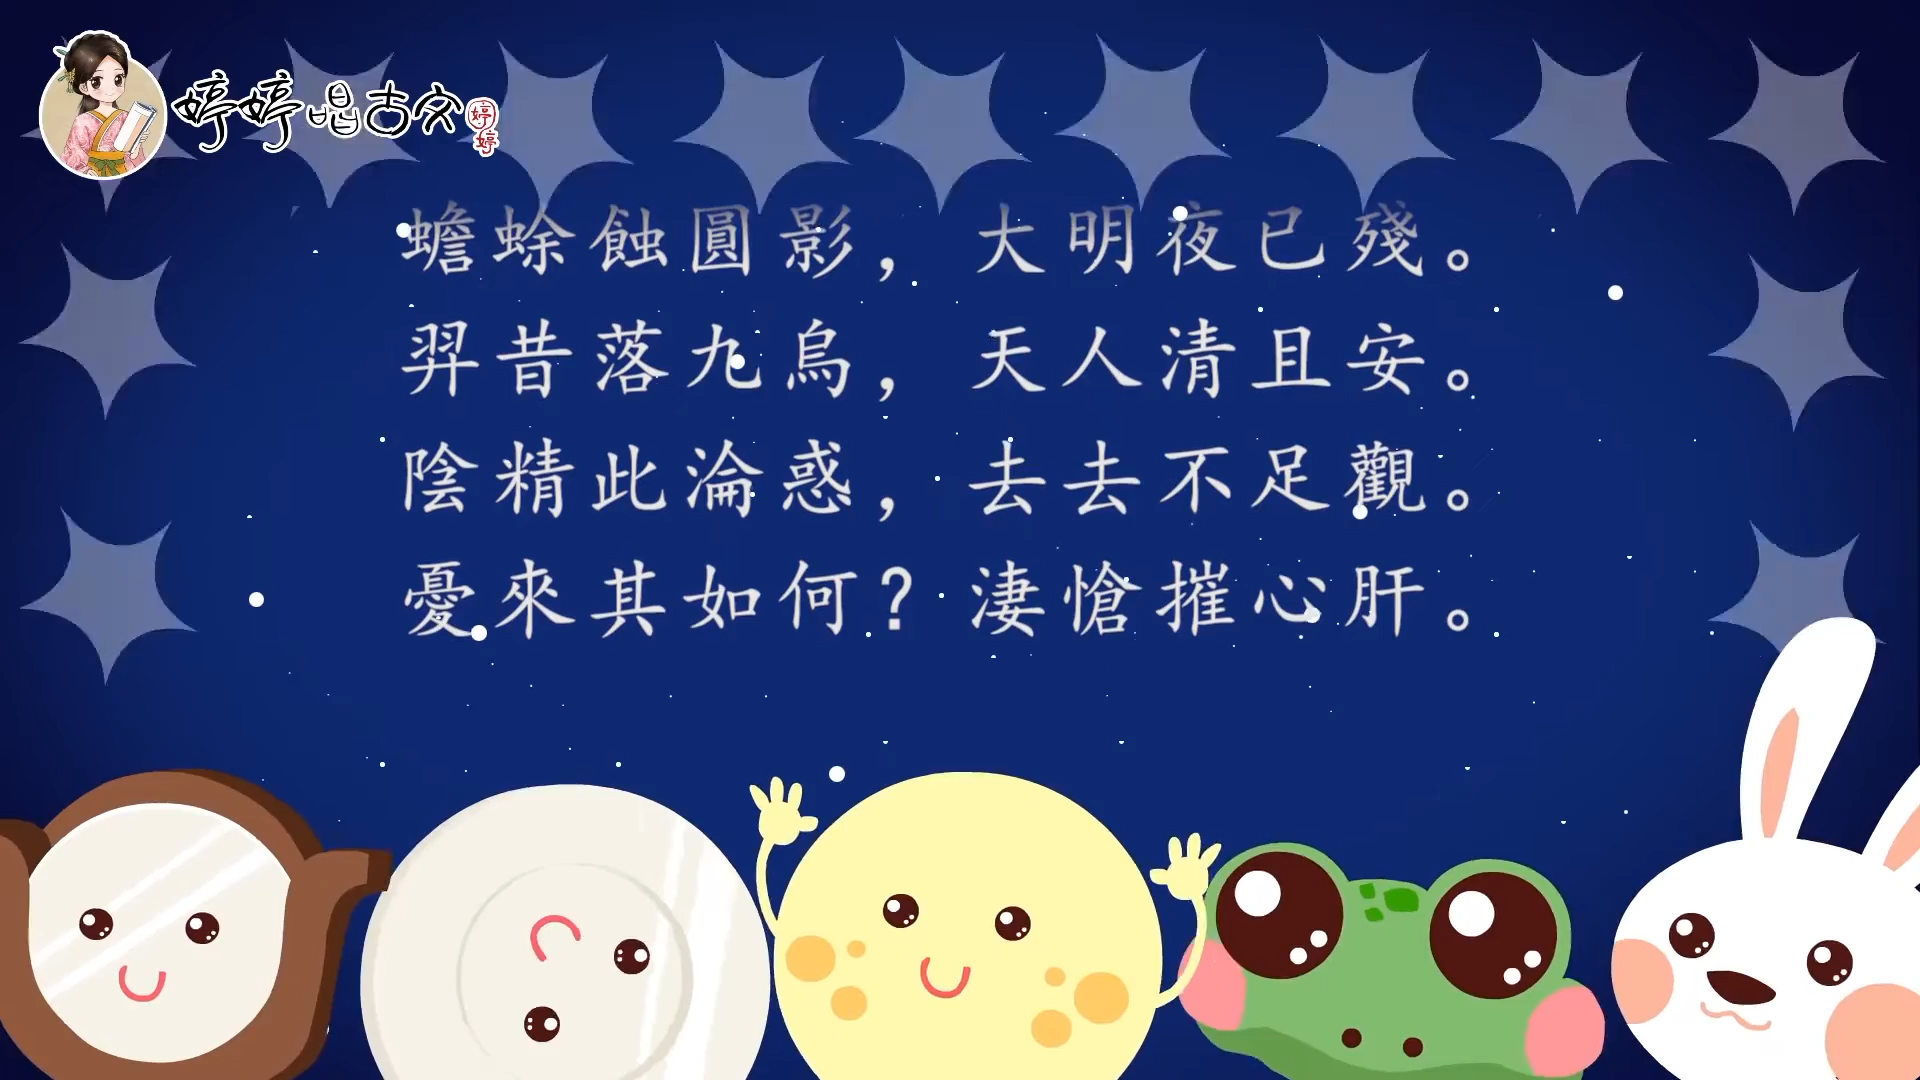 婷婷唱古文
婷婷
蟾蜍蝕圓影，大明夜已殘。
羿昔落九烏，天人清且安。
陰精此淪惑，去去不足觀。
憂來其如何？淒愴摧心肝。